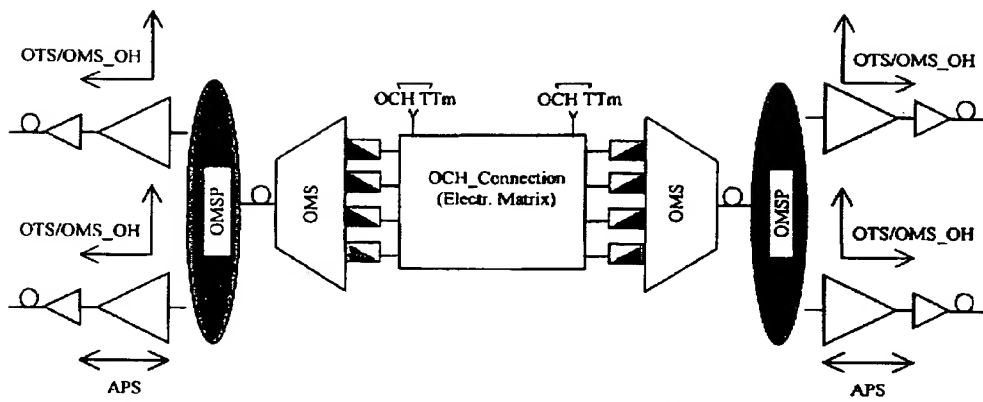 OTS/OMS_OH
OTS/OMS_OH
OCH TTm
OCH TTm
OMSP
OMS
OCH_Connection
(Electr. Matrix)
OMS
OMSP
OTS/OMS_OH
OTS/OMS_OH
APS
APS